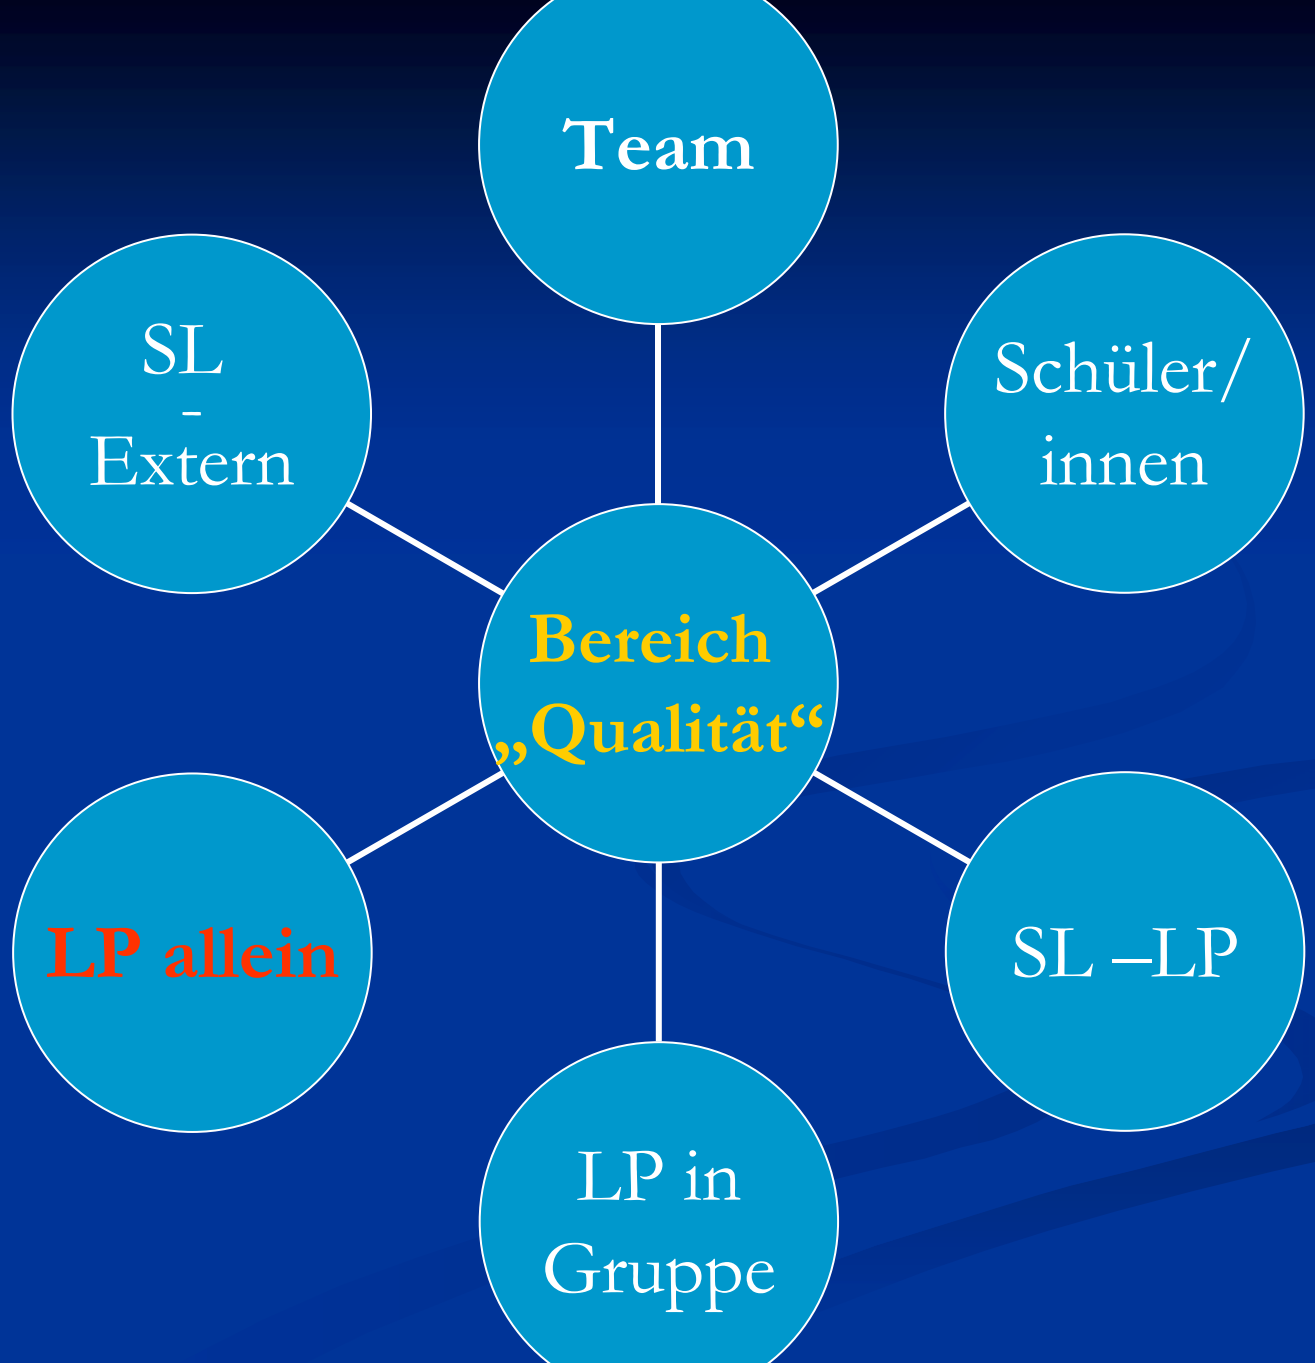 Team
SL
-
Extern
Schüler/
innen
Bereich
„Qualität“
LP allein
SL –LP
LP in
Gruppe